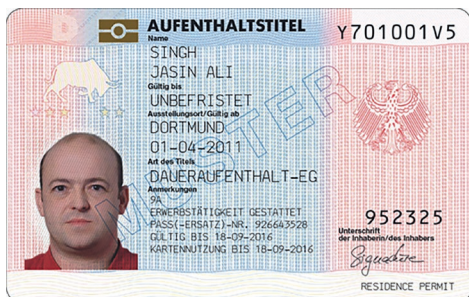 D AUFENTHALTSTITEL Y701001V5
Name
SINGH
JASIN ALI
Gültig bis
UNBEFRISTET
Ausstellungsort/Gültig ab
DORTMUND
01-04-2011
Art des Titels
DAUERAUFENTHALT-EG
Anmerkungen
9A
ERWERBSTÄTIGKEIT GESTATTET
PASS(-ERSATZ)-NR. 926643528
GÜLTIG BIS 18-09-2016
KARTENNUTZUNG BIS 18-09-2016
MUSTER
952325
Unterschrift
der Inhaberin/des Inhabers
Signature
RESIDENCE PERMIT